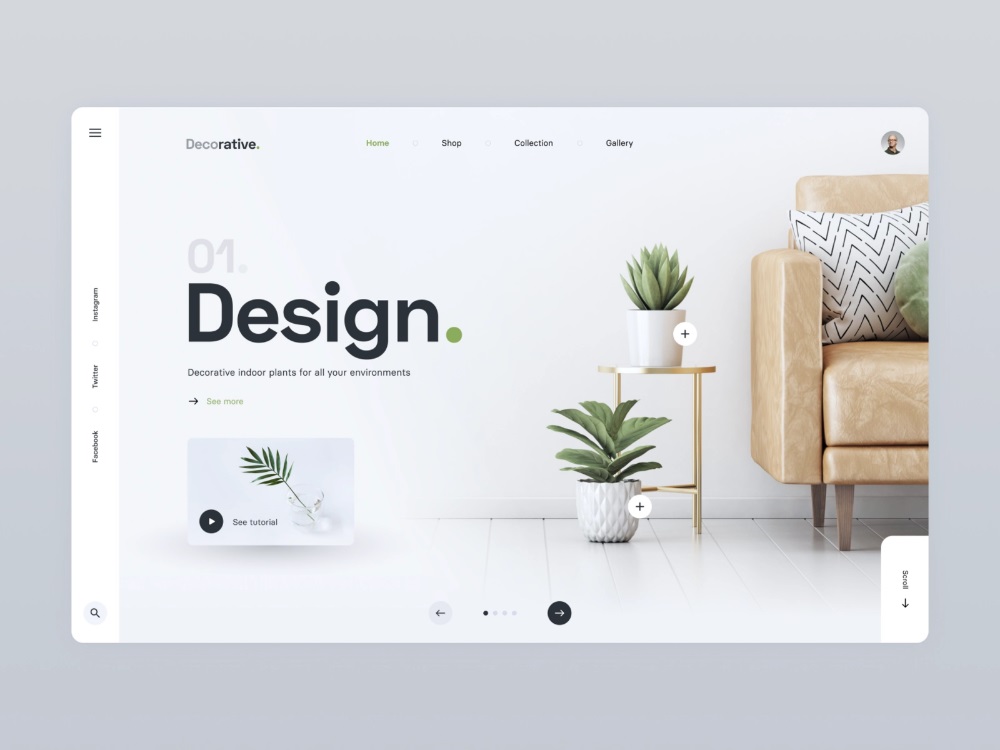 Decorative.
Home
Shop
Collection
Gallery
Instagram
Twitter
Facebook
01.
Design.
Decorative indoor plants for all your environments
See more
See tutorial
Scroll